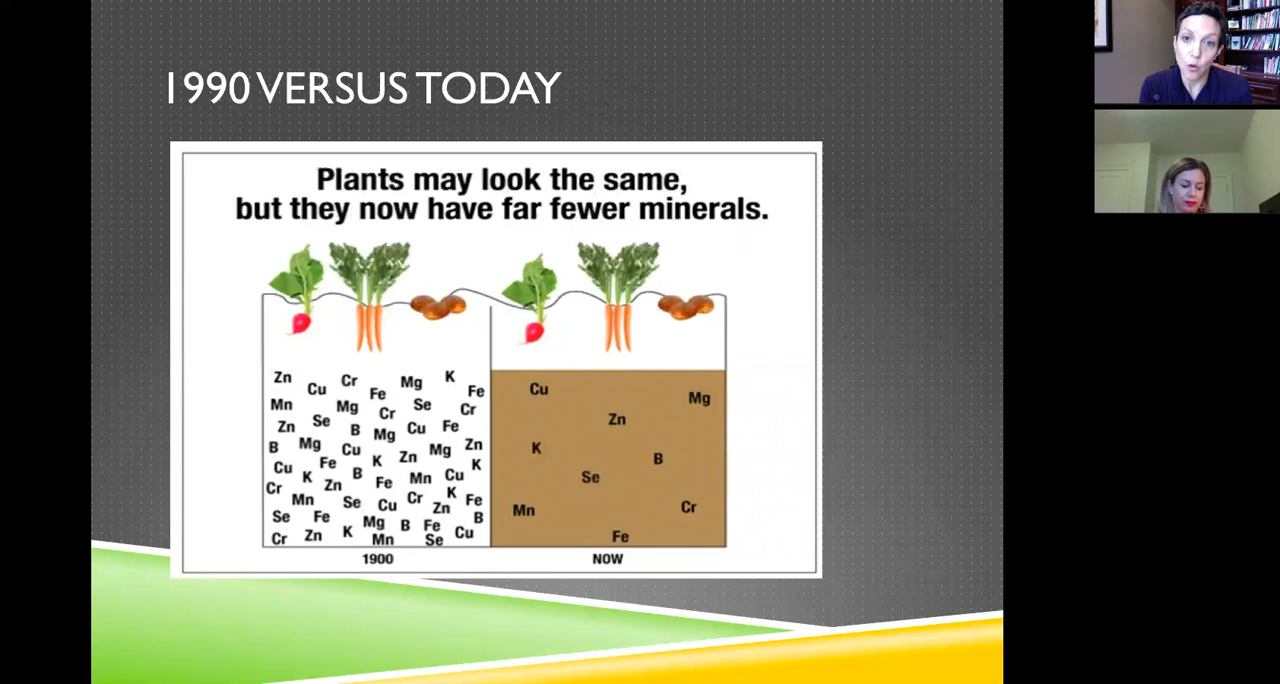 1990 VERSUS TODAY
Plants may look the same,
but they now have far fewer minerals.
Zn Cu Cr Fe Mg K Fe
Mn Mg Cr Se Cr
Zn Se B Mg Cu Fe
B Mg Cu K Zn Mg Zn
Cu K Fe B Fe Mn Cu K
Cr Mn Zn Se Cu Cr Zn K Fe
Se Fe Mg B Fe B
Cr Zn K Mn Se Cu
Cu Mg
Zn
K B
Se
Mn Cr
Fe
1900 NOW